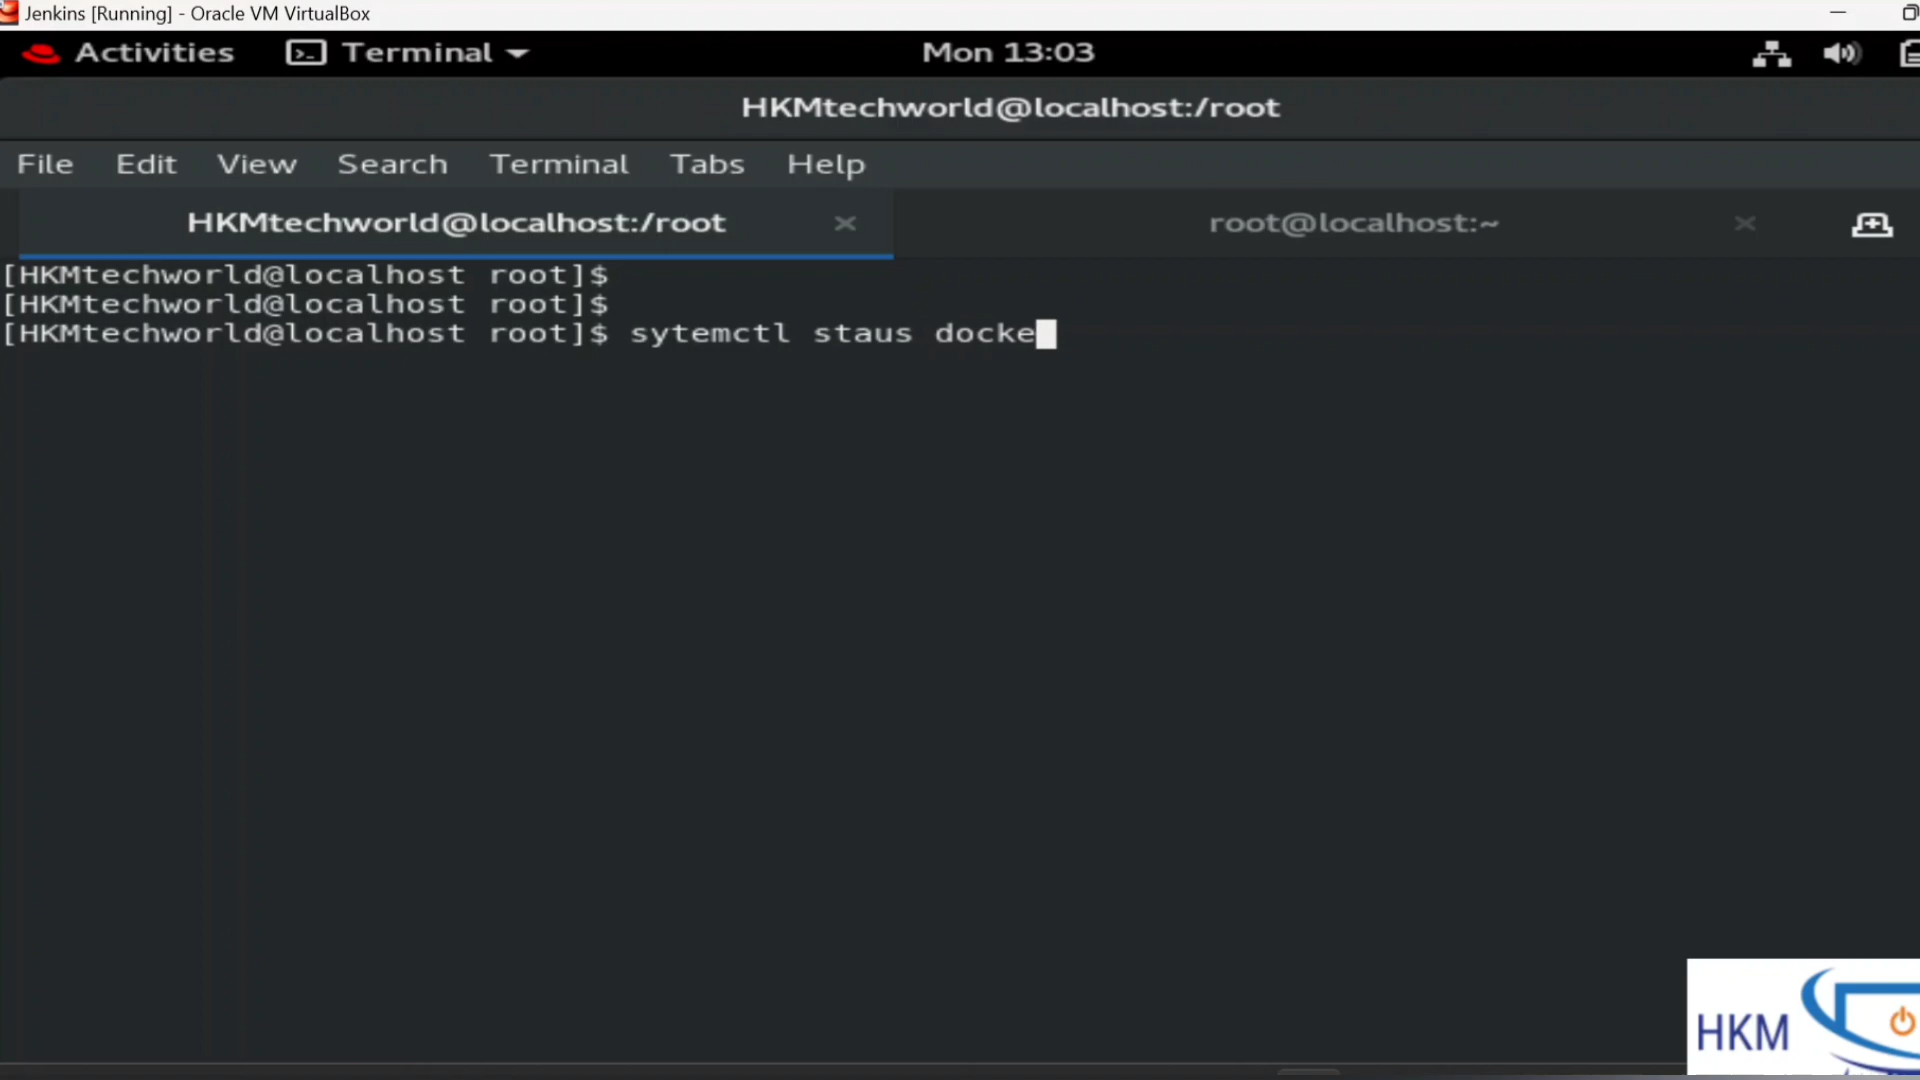 Jenkins [Running] - Oracle VM VirtualBox
Activities Terminal Mon 13:03
HKMtechworld@localhost:/root
File Edit View Search Terminal Tabs Help
HKMtechworld@localhost:/root root@localhost:~
[HKMtechworld@localhost root]$
[HKMtechworld@localhost root]$
[HKMtechworld@localhost root]$ sytemctl staus docke
HKM